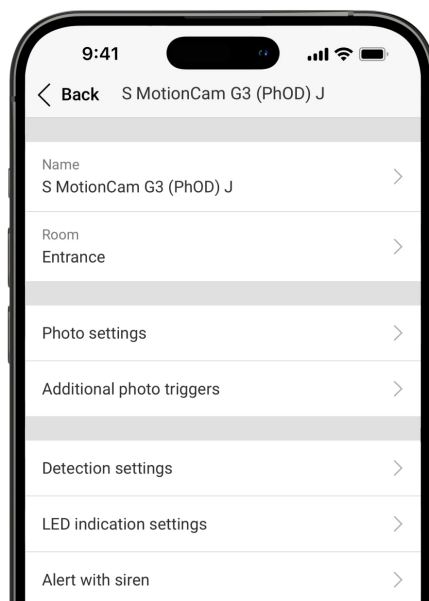 9:41
Back S MotionCam G3 (PhOD) J
Name
S MotionCam G3 (PhOD) J
Room
Entrance
Photo settings
Additional photo triggers
Detection settings
LED indication settings
Alert with siren